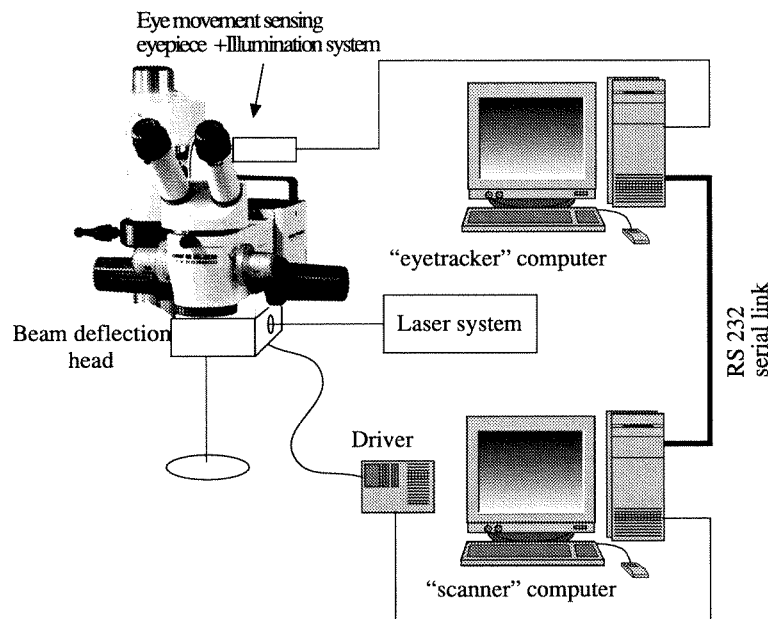 Eye movement sensing
eyepiece +Illumination system
"eyetracker" computer
Laser system
Beam deflection
head
RS 232
serial link
Driver
"scanner" computer